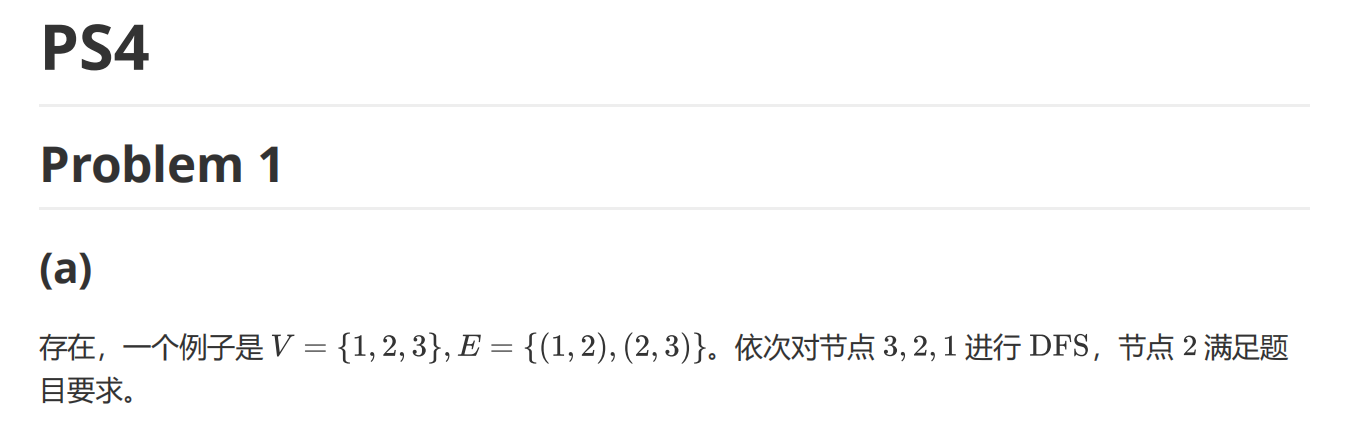 PS4
Problem 1
(a)
存在，一个例子是 V = {1, 2, 3}, E = {(1, 2), (2, 3)}。依次对节点 3, 2, 1 进行 DFS，节点 2 满足题
目要求。